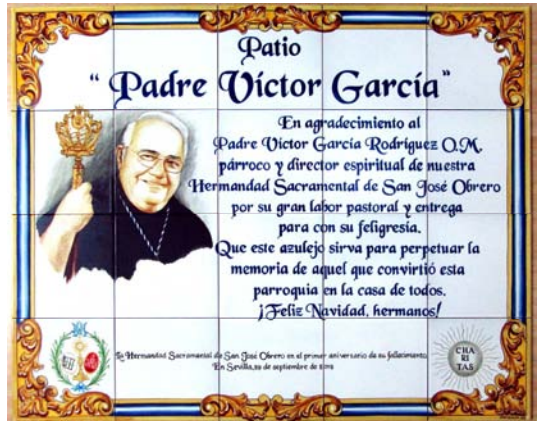 Patio
"Padre Víctor García"
En agradecimiento al
Padre Víctor García Rodríguez O.M.
párroco y director espiritual de nuestra
Hermandad Sacramental de San José Obrero
por su gran labor pastoral y entrega
para con su feligresía.
Que este azulejo sirva para perpetuar la
memoria de aquel que convirtió esta
parroquia en la casa de todos.
¡Feliz Navidad, hermanos!
La Hermandad Sacramental de San José Obrero en el primer aniversario de su fallecimiento.
En Sevilla, de septiembre de
CHA
RI
TAS